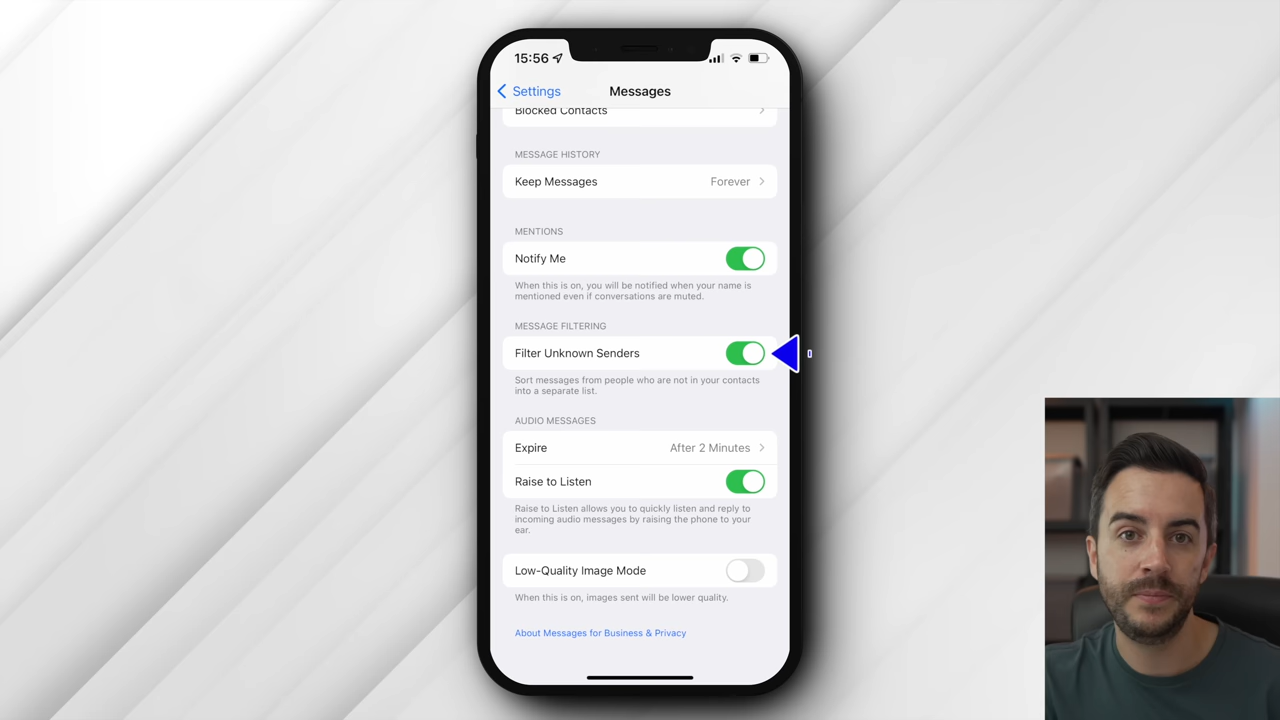 15:56
Settings
Messages
Blocked Contacts
MESSAGE HISTORY
Keep Messages Forever
MENTIONS
Notify Me
When this is on, you will be notified when your name is
mentioned even if conversations are muted.
MESSAGE FILTERING
Filter Unknown Senders
Sort messages from people who are not in your contacts
into a separate list.
AUDIO MESSAGES
Expire After 2 Minutes
Raise to Listen
Raise to Listen allows you to quickly listen and reply to
incoming audio messages by raising the phone to your
ear.
Low-Quality Image Mode
When this is on, images sent will be lower quality.
About Messages for Business & Privacy